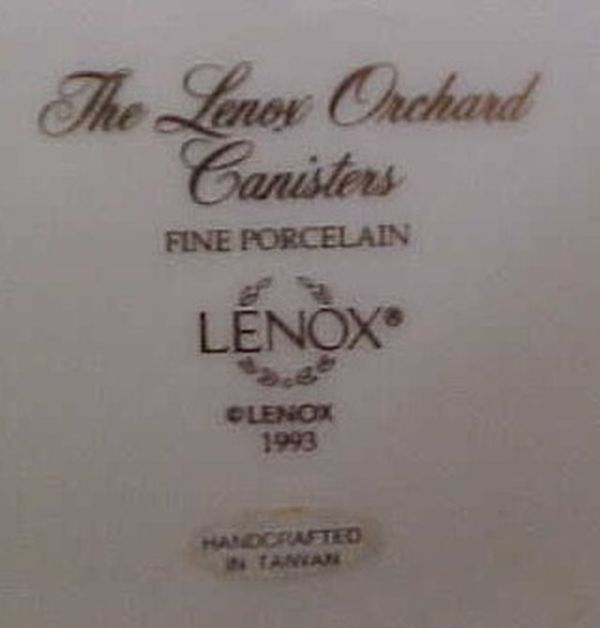 The Lenox Orchard
Canisters
FINE PORCELAIN
LENOX®
©LENOX
1993
HANDCRAFTED
IN TAIWAN